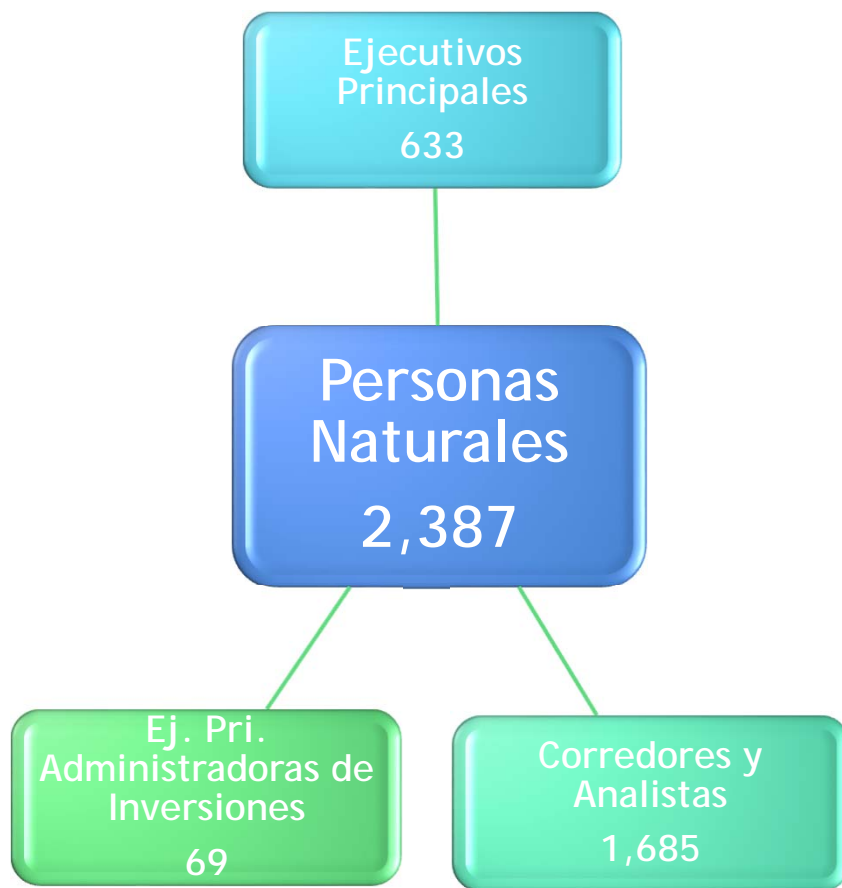 Ejecutivos
Principales
633
Personas
Naturales
2,387
Ej. Pri.
Administradoras de
Inversiones
69
Corredores y
Analistas
1,685